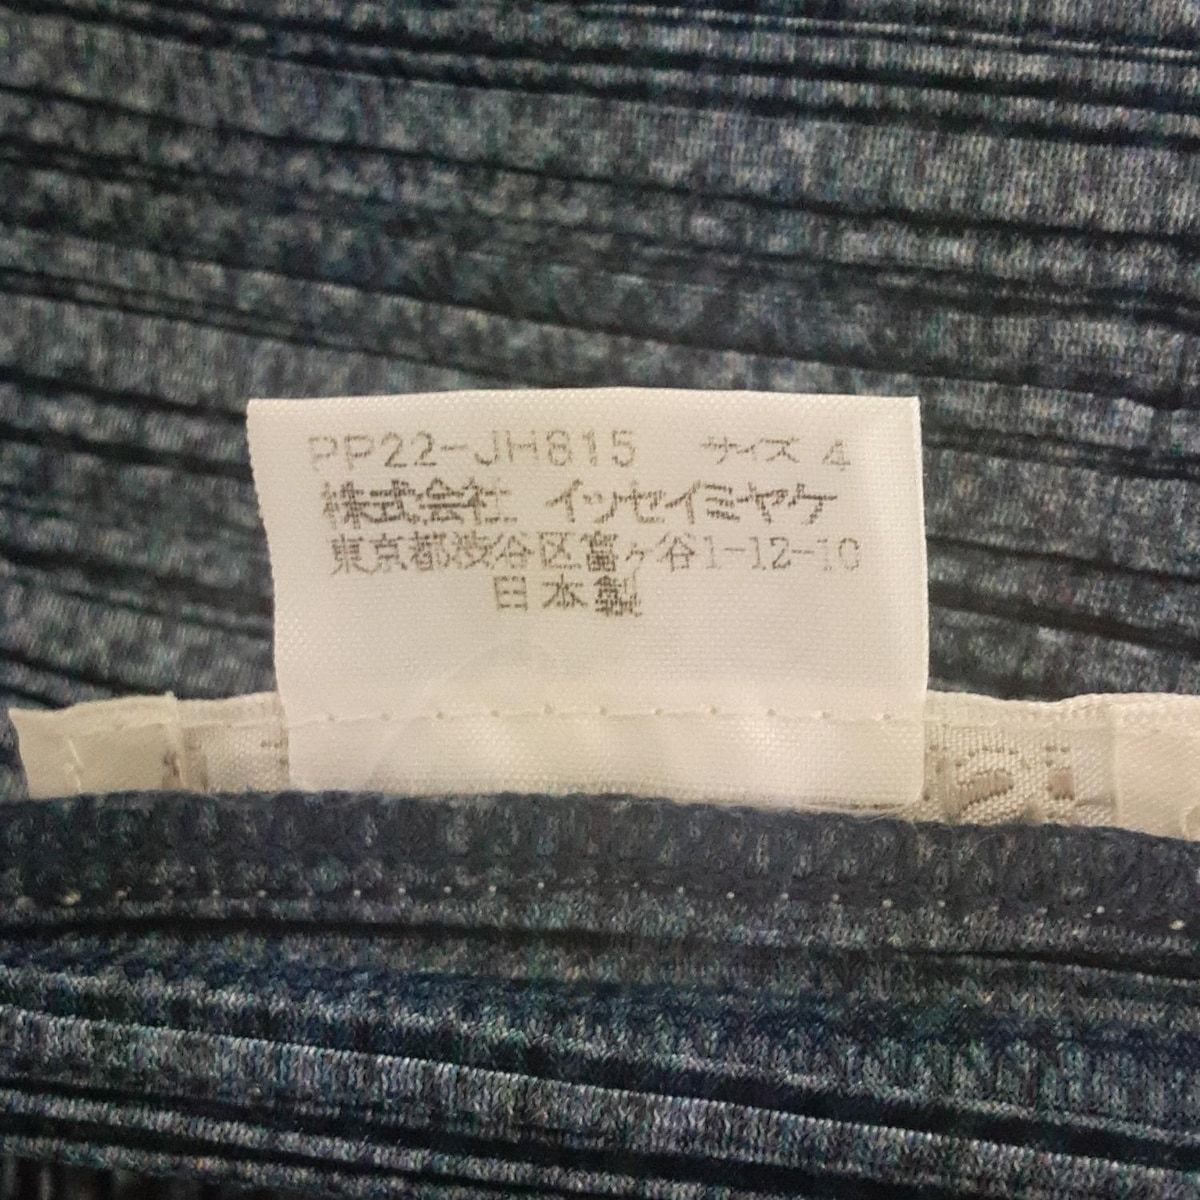 PP22-JH815 サイズ 4
株式会社 イッセイミヤケ
東京都渋谷区富ヶ谷1-12-10
日本製